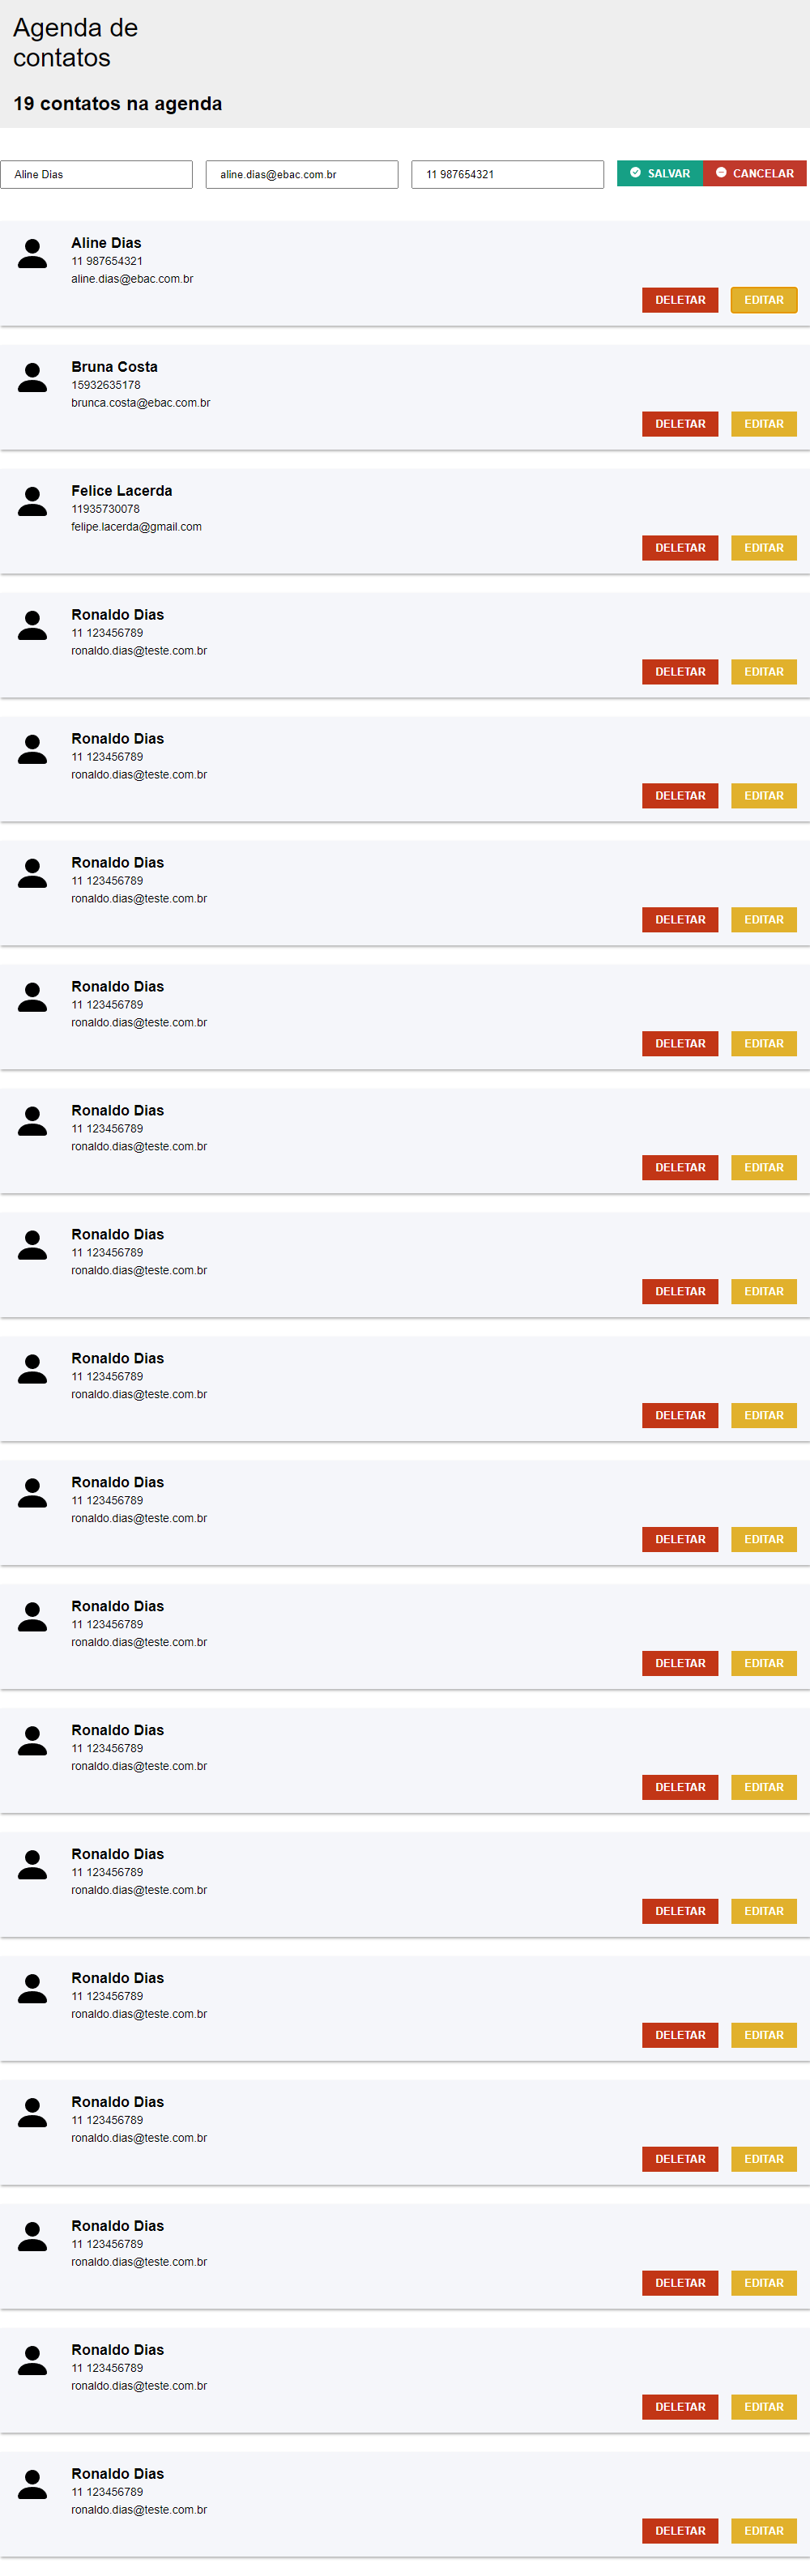 Agenda de
contatos
19 contatos na agenda
Aline Dias aline.dias@ebac.com.br 11 987654321 SALVAR CANCELAR
Aline Dias
11 987654321
aline.dias@ebac.com.br
DELETAR EDITAR
Bruna Costa
15932635178
brunca.costa@ebac.com.br
DELETAR EDITAR
Felice Lacerda
11935730078
felipe.lacerda@gmail.com
DELETAR EDITAR
Ronaldo Dias
11 123456789
ronaldo.dias@teste.com.br
DELETAR EDITAR
Ronaldo Dias
11 123456789
ronaldo.dias@teste.com.br
DELETAR EDITAR
Ronaldo Dias
11 123456789
ronaldo.dias@teste.com.br
DELETAR EDITAR
Ronaldo Dias
11 123456789
ronaldo.dias@teste.com.br
DELETAR EDITAR
Ronaldo Dias
11 123456789
ronaldo.dias@teste.com.br
DELETAR EDITAR
Ronaldo Dias
11 123456789
ronaldo.dias@teste.com.br
DELETAR EDITAR
Ronaldo Dias
11 123456789
ronaldo.dias@teste.com.br
DELETAR EDITAR
Ronaldo Dias
11 123456789
ronaldo.dias@teste.com.br
DELETAR EDITAR
Ronaldo Dias
11 123456789
ronaldo.dias@teste.com.br
DELETAR EDITAR
Ronaldo Dias
11 123456789
ronaldo.dias@teste.com.br
DELETAR EDITAR
Ronaldo Dias
11 123456789
ronaldo.dias@teste.com.br
DELETAR EDITAR
Ronaldo Dias
11 123456789
ronaldo.dias@teste.com.br
DELETAR EDITAR
Ronaldo Dias
11 123456789
ronaldo.dias@teste.com.br
DELETAR EDITAR
Ronaldo Dias
11 123456789
ronaldo.dias@teste.com.br
DELETAR EDITAR
Ronaldo Dias
11 123456789
ronaldo.dias@teste.com.br
DELETAR EDITAR
Ronaldo Dias
11 123456789
ronaldo.dias@teste.com.br
DELETAR EDITAR